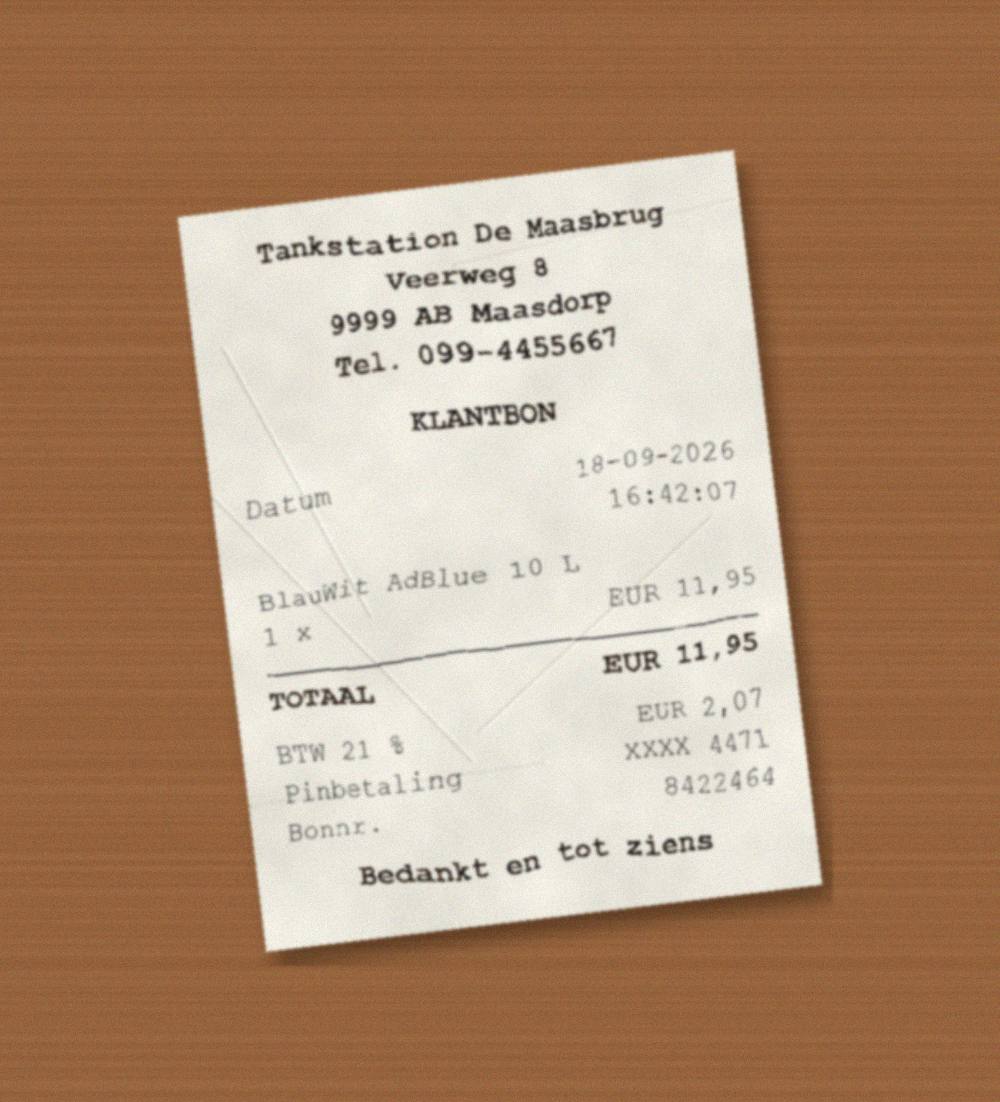 Tankstation De Maasbrug
Veerweg 8
9999 AB Maasdorp
Tel. 099-4455667
KLANTBON
Datum 18-09-2026
16:42:07
BlauWit AdBlue 10 L
1 x EUR 11,95
TOTAAL EUR 11,95
BTW 21 % EUR 2,07
Pinbetaling XXXX 4471
Bonnr. 8422464
Bedankt en tot ziens